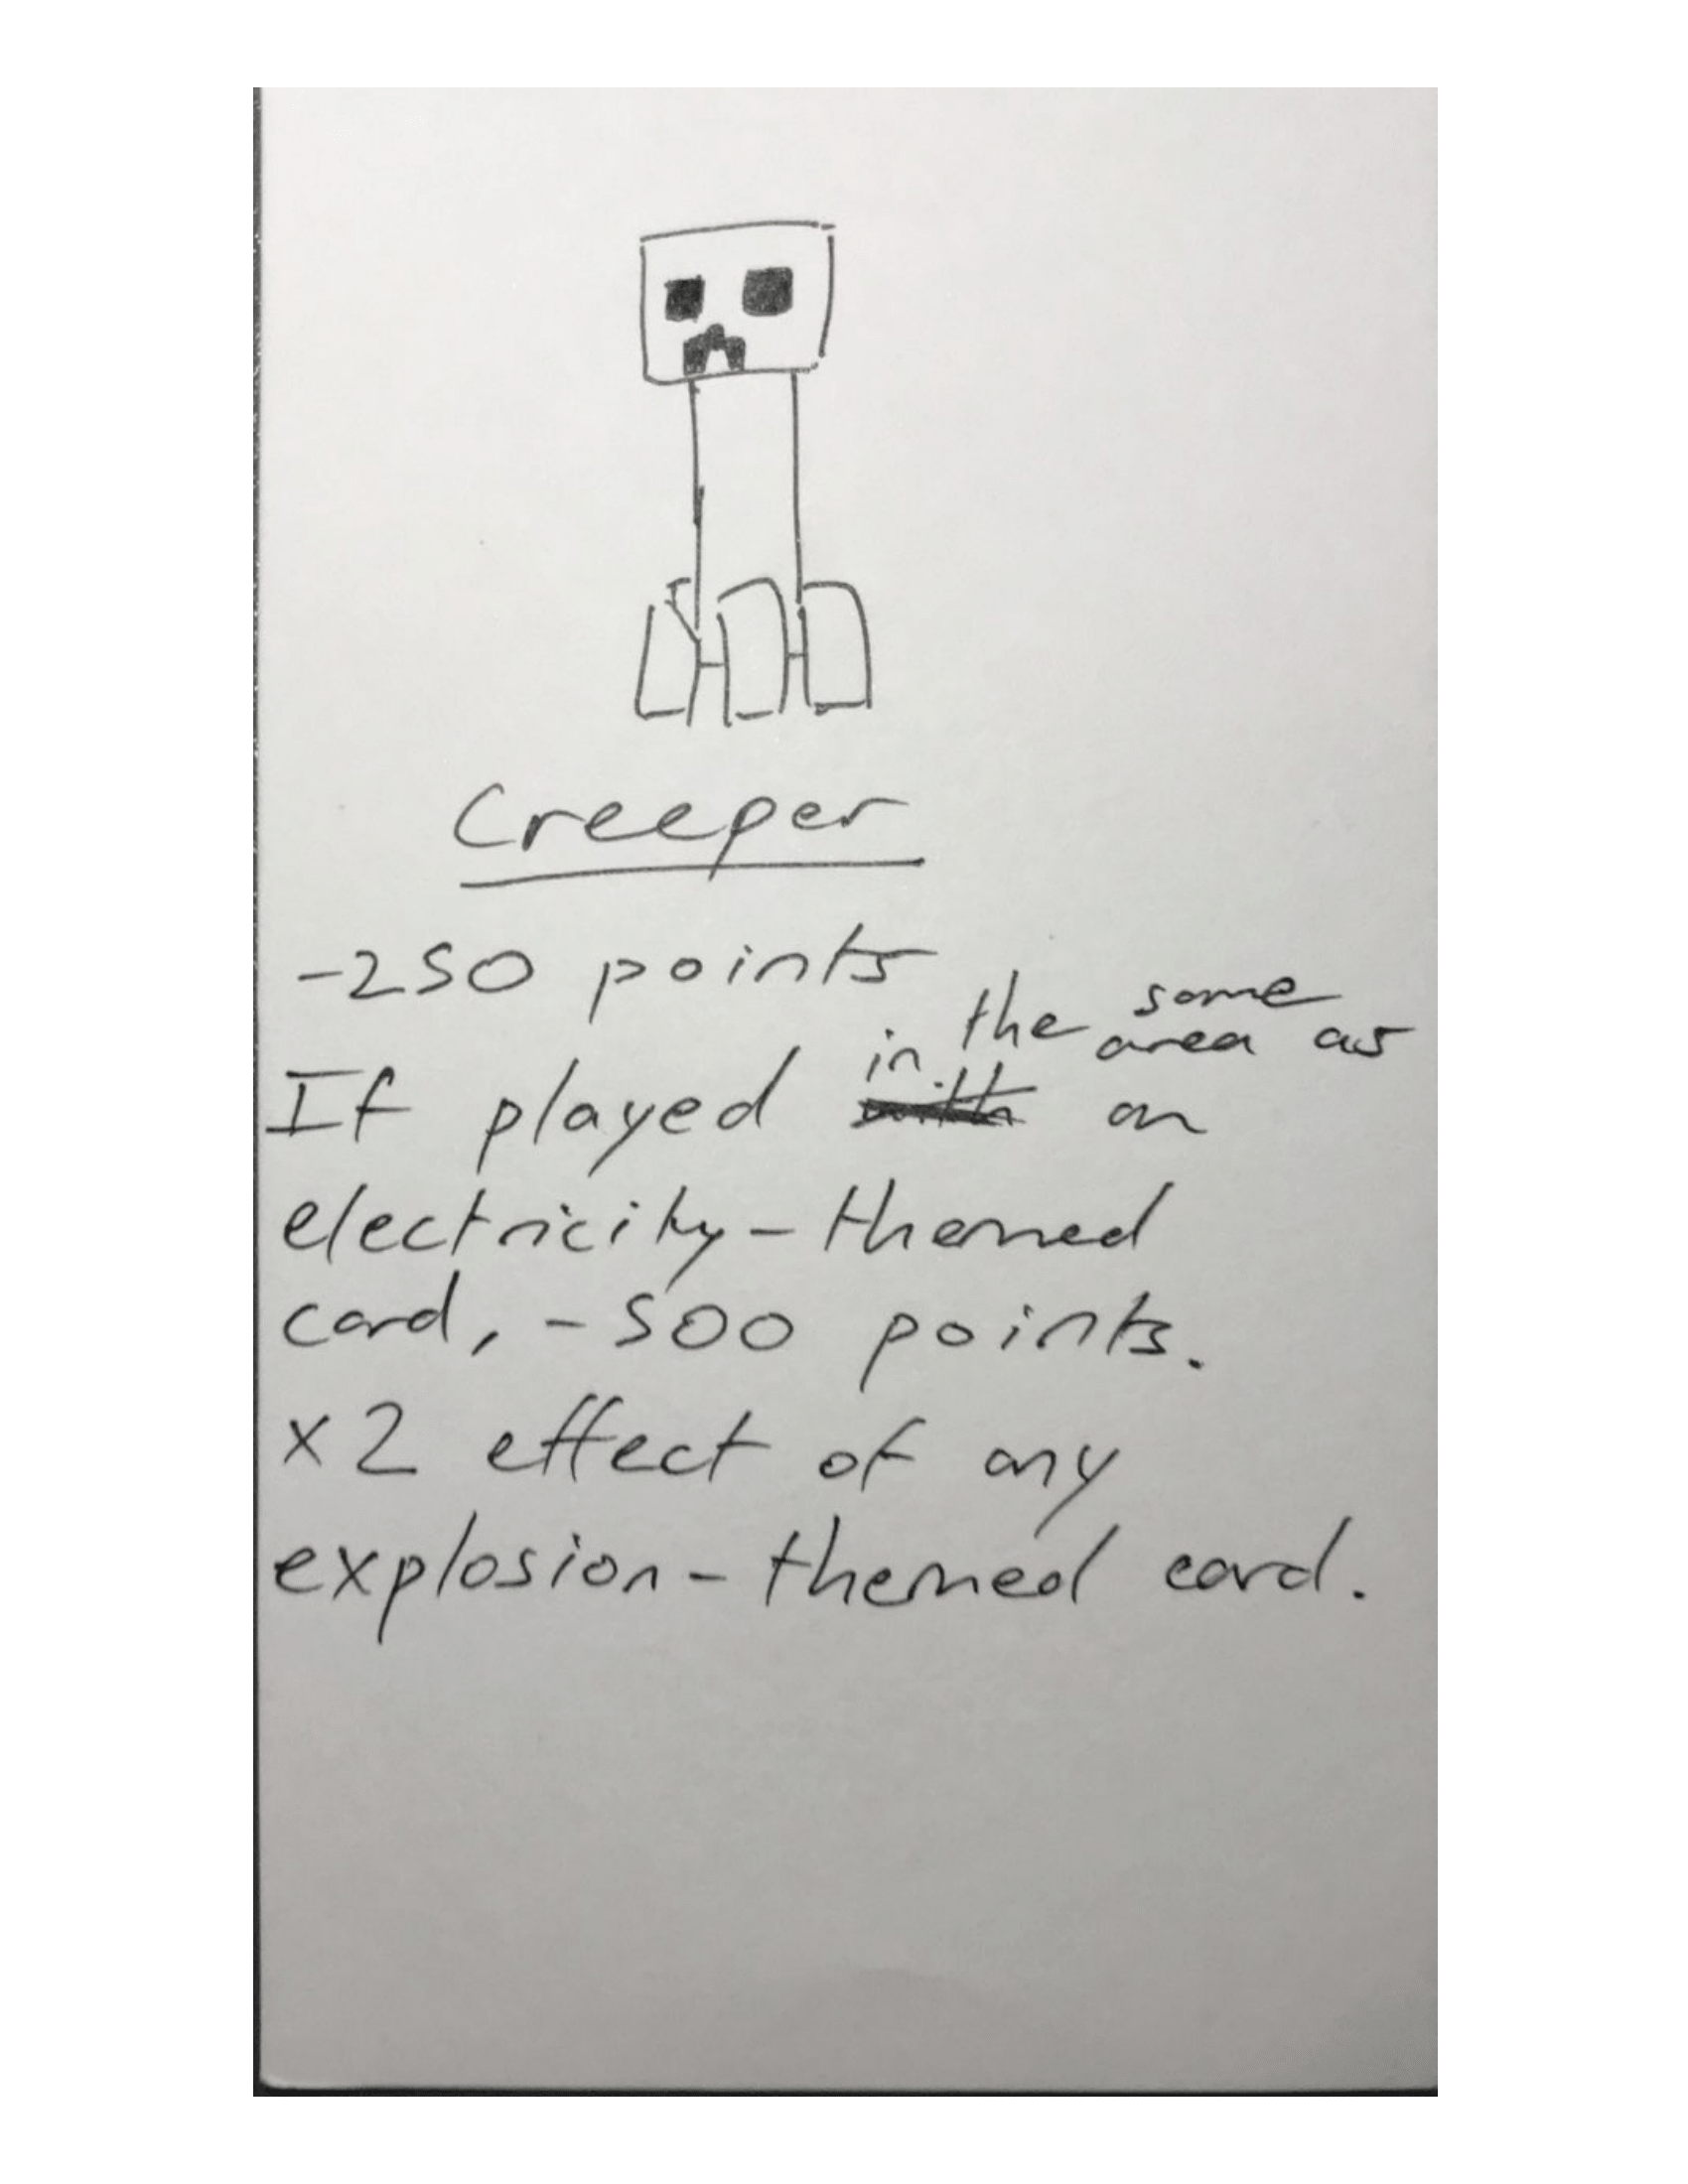 Creeper
-250 points
in the same
area as
If played with an
electricity-themed
card, -500 points.
x2 effect of any
explosion-themed card.